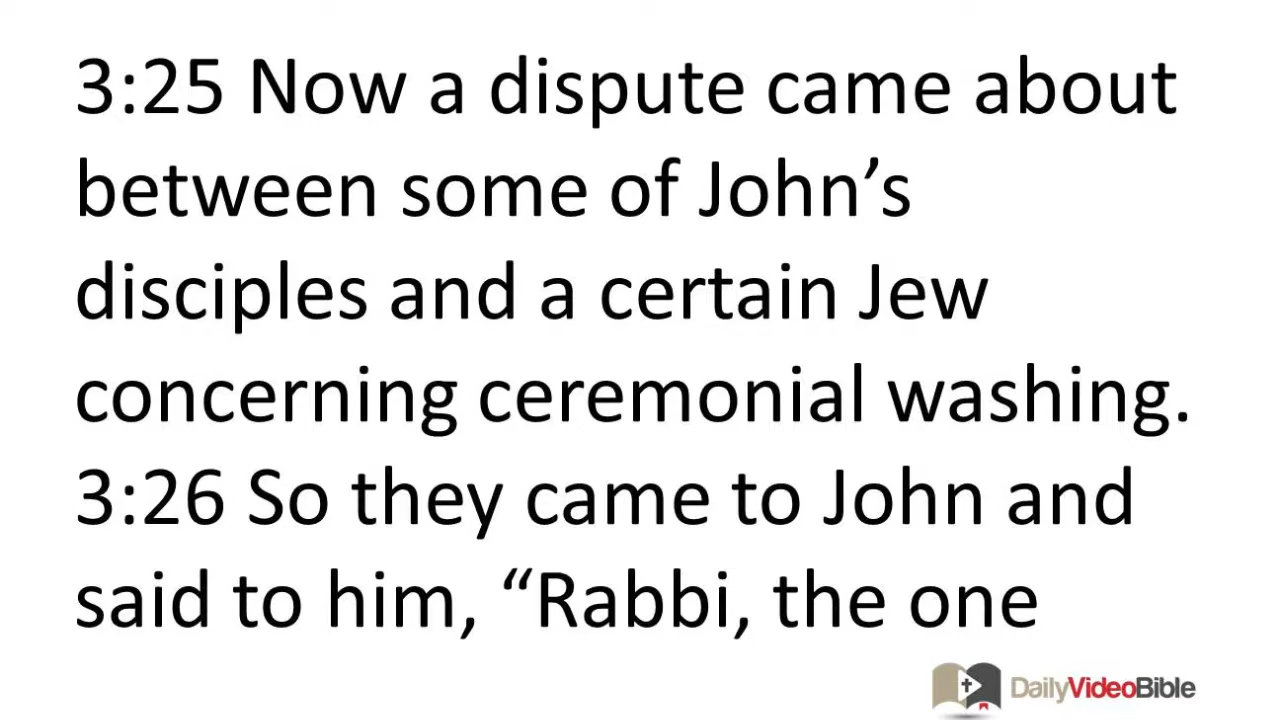 3:25 Now a dispute came about
between some of John’s
disciples and a certain Jew
concerning ceremonial washing.
3:26 So they came to John and
said to him, “Rabbi, the one
DailyVideoBible